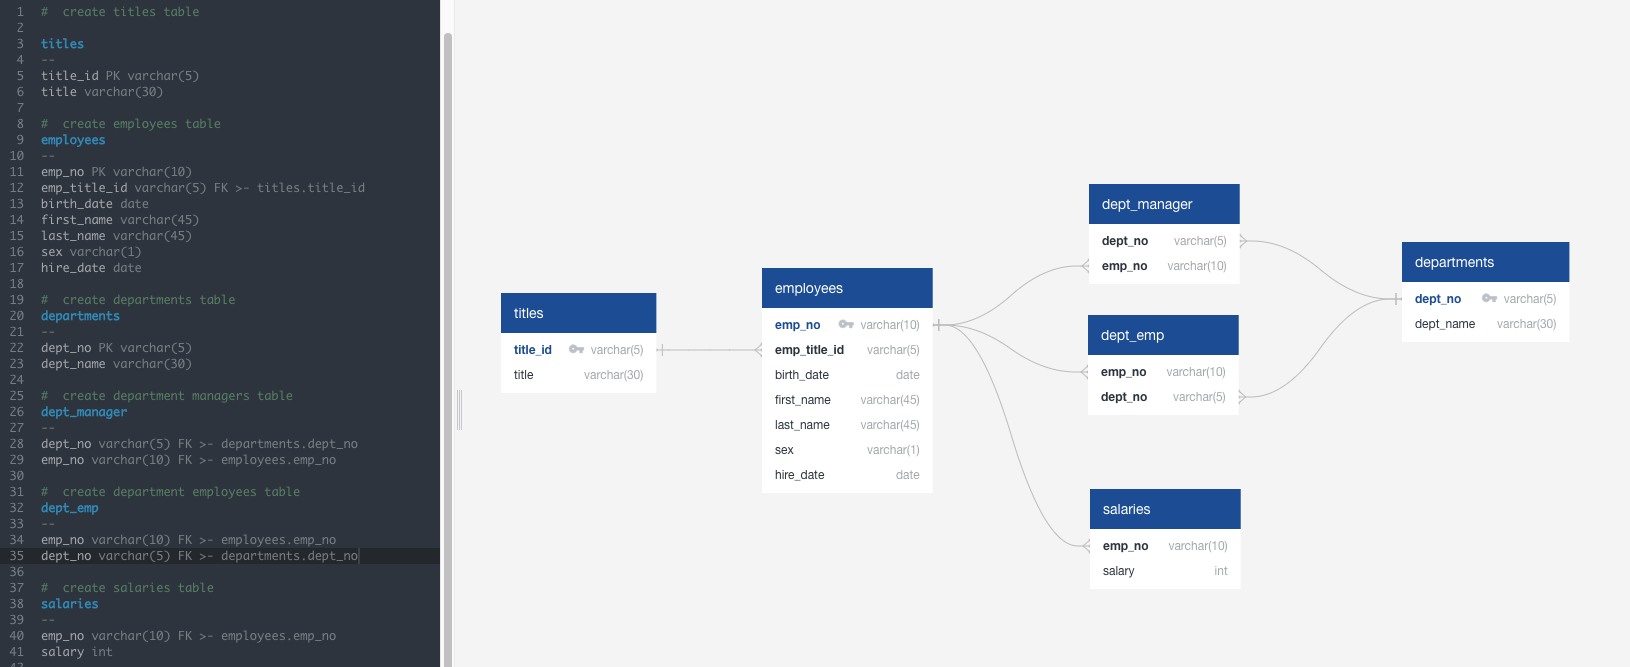 1 # create titles table
2
3 titles
4 --
5 title_id PK varchar(5)
6 title varchar(30)
7
8 # create employees table
9 employees
10 --
11 emp_no PK varchar(10)
12 emp_title_id varchar(5) FK >- titles.title_id
13 birth_date date
14 first_name varchar(45)
15 last_name varchar(45)
16 sex varchar(1)
17 hire_date date
18
19 # create departments table
20 departments
21 --
22 dept_no PK varchar(5)
23 dept_name varchar(30)
24
25 # create department managers table
26 dept_manager
27 --
28 dept_no varchar(5) FK >- departments.dept_no
29 emp_no varchar(10) FK >- employees.emp_no
30
31 # create department employees table
32 dept_emp
33 --
34 emp_no varchar(10) FK >- employees.emp_no
35 dept_no varchar(5) FK >- departments.dept_no
36
37 # create salaries table
38 salaries
39 --
40 emp_no varchar(10) FK >- employees.emp_no
41 salary int
titles
title_id varchar(5)
title varchar(30)
employees
emp_no varchar(10)
emp_title_id varchar(5)
birth_date date
first_name varchar(45)
last_name varchar(45)
sex varchar(1)
hire_date date
dept_manager
dept_no varchar(5)
emp_no varchar(10)
dept_emp
emp_no varchar(10)
dept_no varchar(5)
salaries
emp_no varchar(10)
salary int
departments
dept_no varchar(5)
dept_name varchar(30)